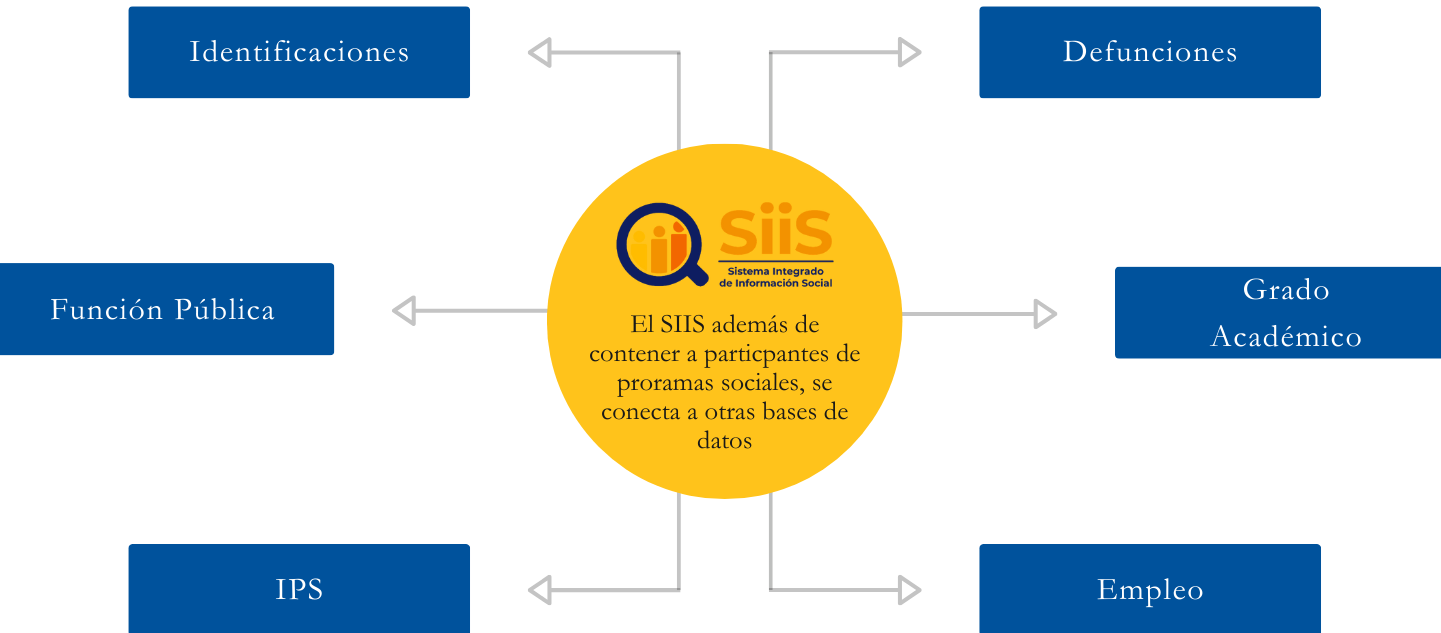 Identificaciones
Defunciones
SiiS
Sistema Integrado
de Información Social
Función Pública
Grado
Académico
El SIIS además de
contener a particpantes de
proramas sociales, se
conecta a otras bases de
datos
IPS
Empleo